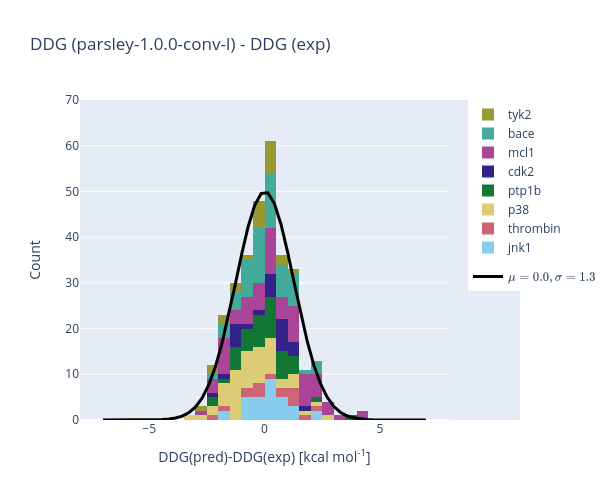 DDG (parsley-1.0.0-conv-I) - DDG (exp)
70
60
50
40
30
20
10
0
Count
−5
0
5
DDG(pred)-DDG(exp) [kcal mol⁻¹]
tyk2
bace
mcl1
cdk2
ptp1b
p38
thrombin
jnk1
μ = 0.0, σ = 1.3